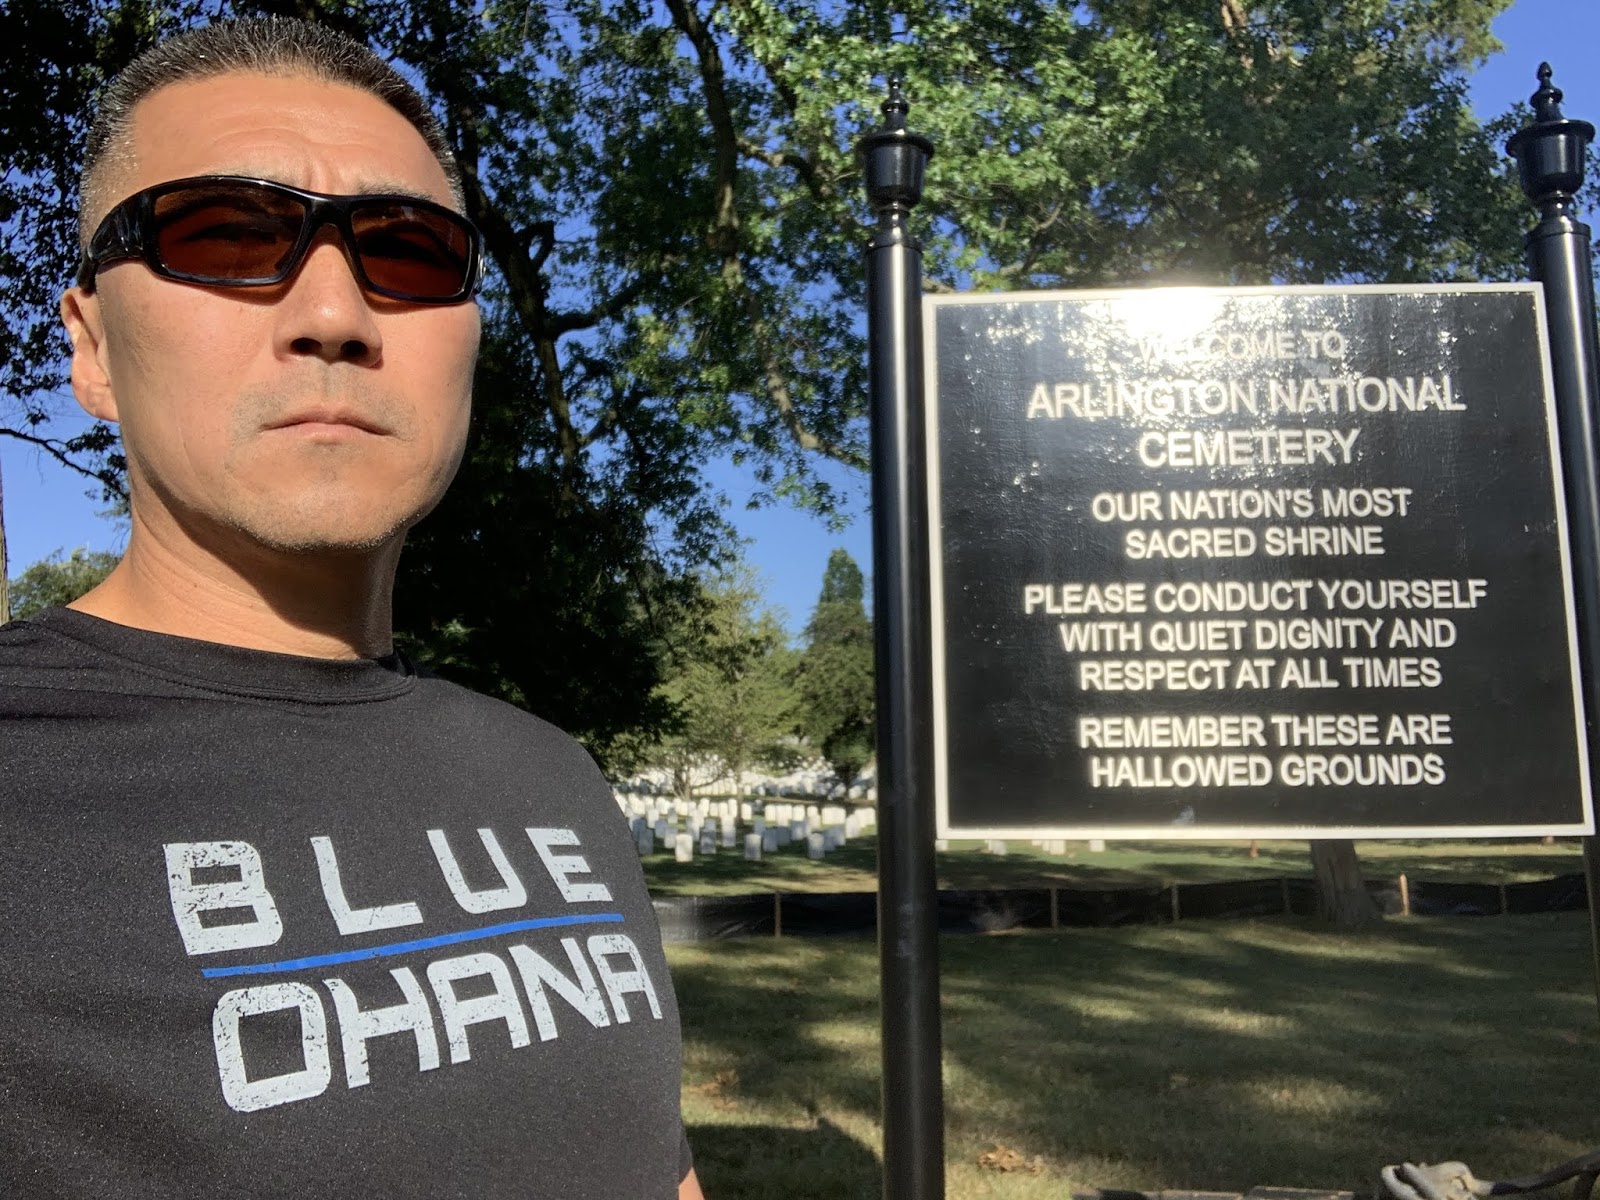 BLUE
OHANA
WELCOME TO
ARLINGTON NATIONAL
CEMETERY
OUR NATION'S MOST
SACRED SHRINE
PLEASE CONDUCT YOURSELF
WITH QUIET DIGNITY AND
RESPECT AT ALL TIMES
REMEMBER THESE ARE
HALLOWED GROUNDS